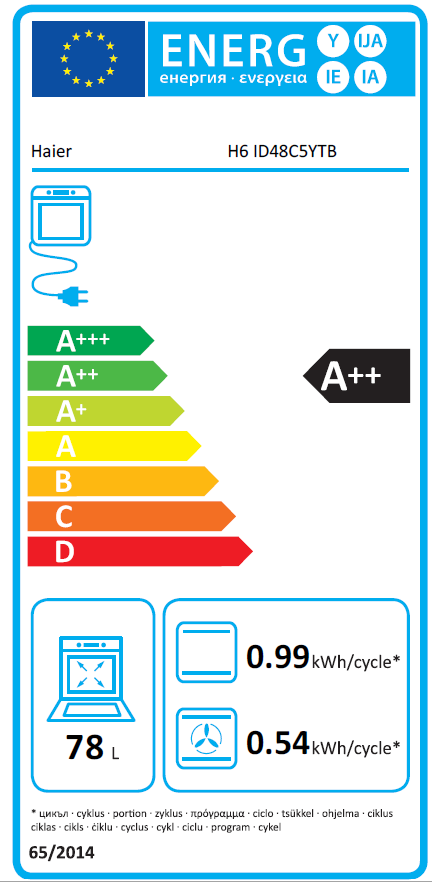 ENERG Y IJA
енергия · ενεργεια IE IA
Haier H6 ID48C5YTB
A+++
A++
A++
A+
A
B
C
D
0.99 kWh/cycle*
78 L
0.54 kWh/cycle*
* цикъл · cyklus · portion · zyklus · πρόγραμμα · ciclo · tsükkel · ohjelma · ciklus
ciklas · cikls · ċiklu · cyclus · cykl · ciclu · program · cykel
65/2014